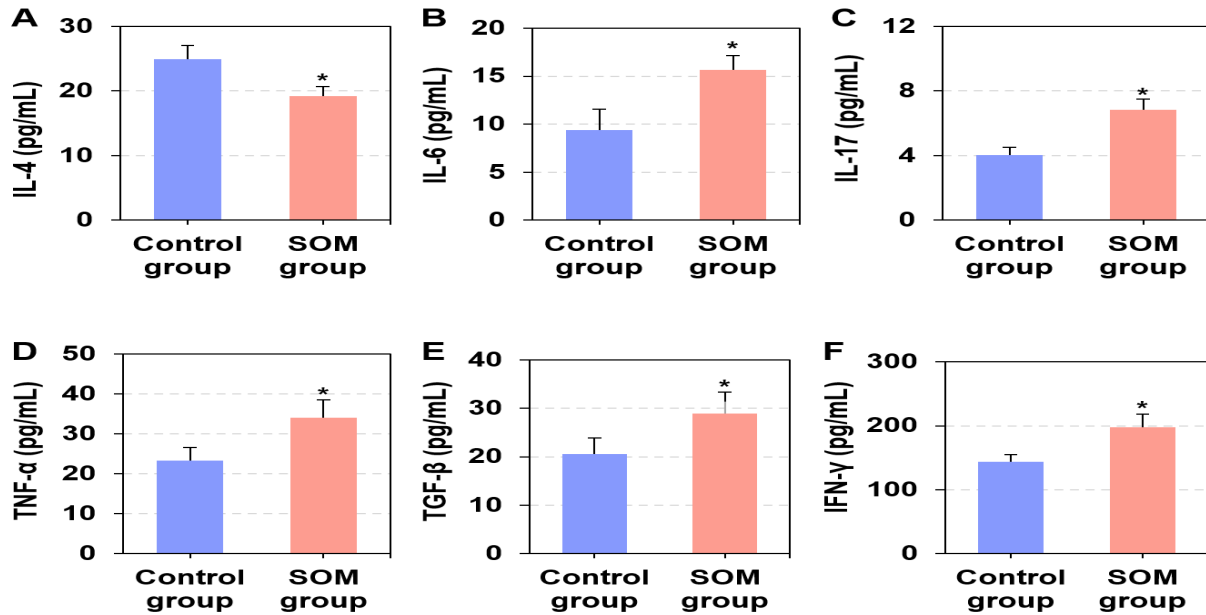 A
30
20
10
0
IL-4 (pg/mL)
*
Control group
SOM group
B
20
15
10
5
0
IL-6 (pg/mL)
*
Control group
SOM group
C
12
8
4
0
IL-17 (pg/mL)
*
Control group
SOM group
D
50
40
30
20
10
0
TNF-α (pg/mL)
*
Control group
SOM group
E
40
30
20
10
0
TGF-β (pg/mL)
*
Control group
SOM group
F
300
200
100
0
IFN-γ (pg/mL)
*
Control group
SOM group